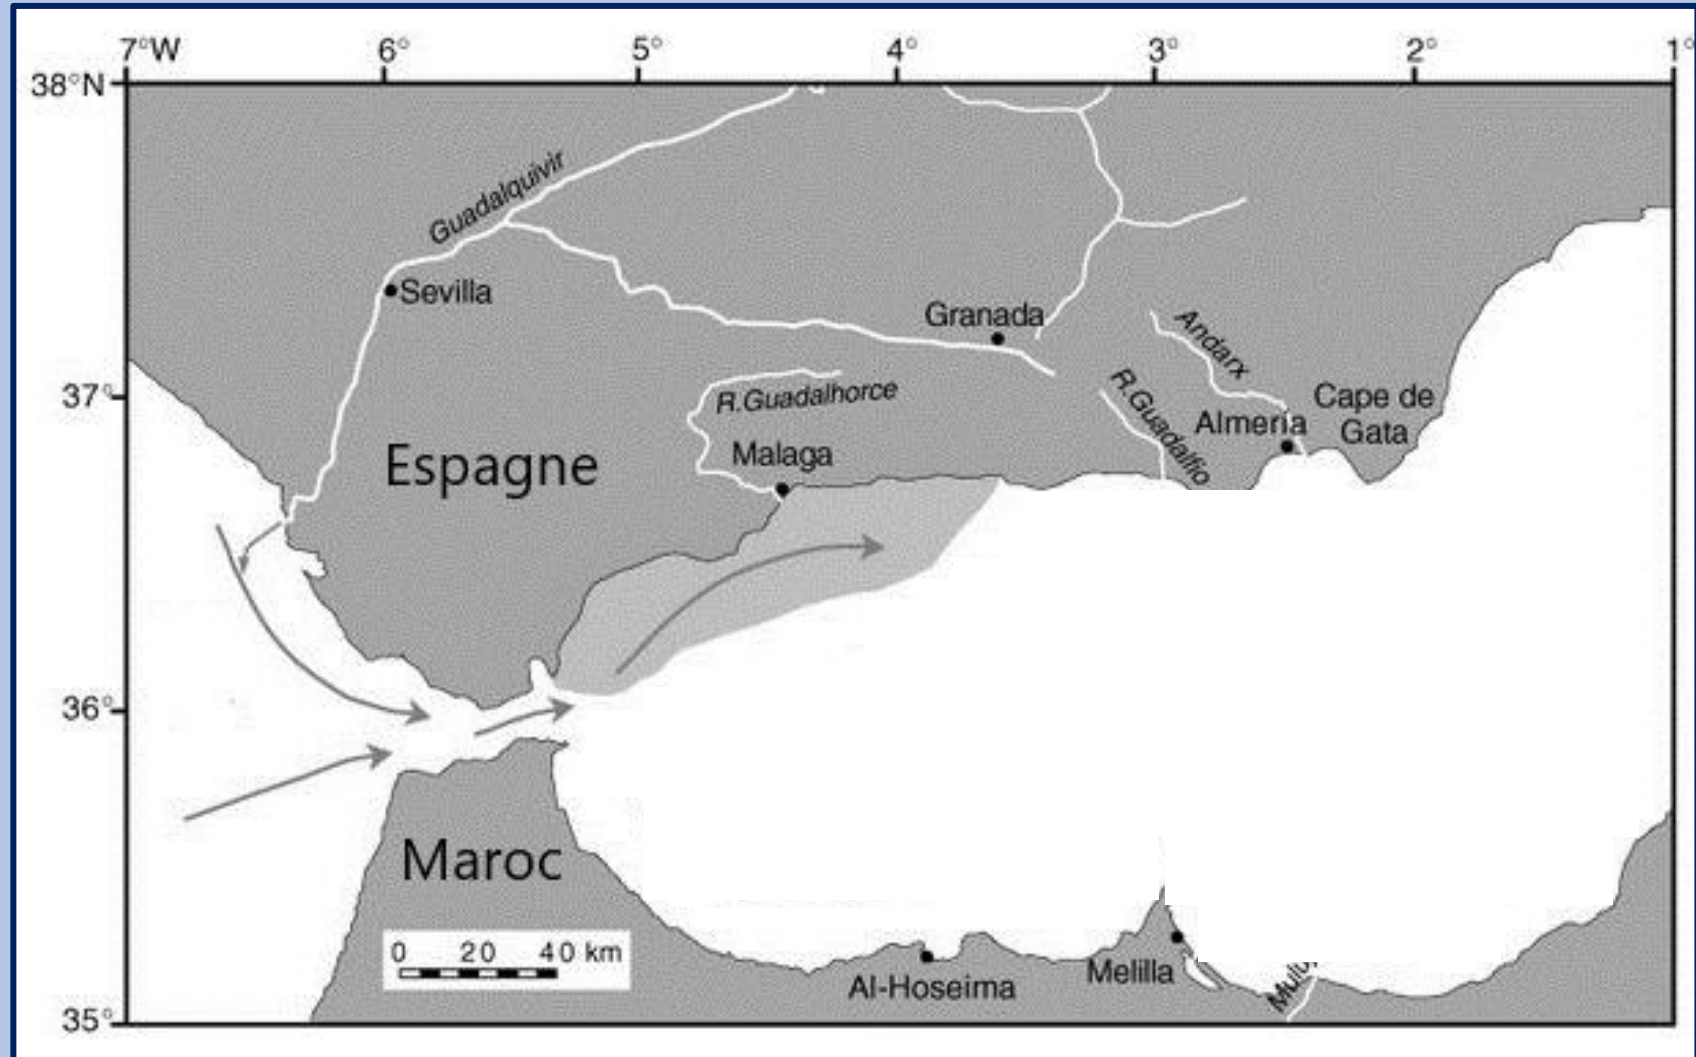 7°W 6° 5° 4° 3° 2° 1°
38°N
Guadalquivir
Sevilla
Granada
Andarx
37°
R.Guadalhorce
R.Guadalfio
Cape de
Gata
Almeria
Espagne
Malaga
36°
Maroc
0 20 40 km
Al-Hoseima
Melilla
35°